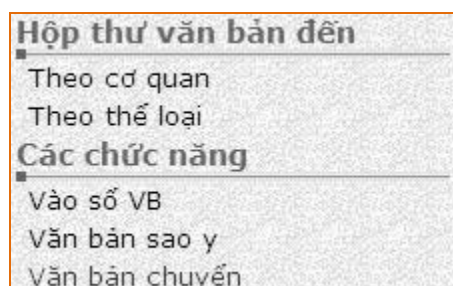 Hộp thư văn bản đến
Theo cơ quan
Theo thể loại
Các chức năng
Vào số VB
Văn bản sao y
Văn bản chuyển